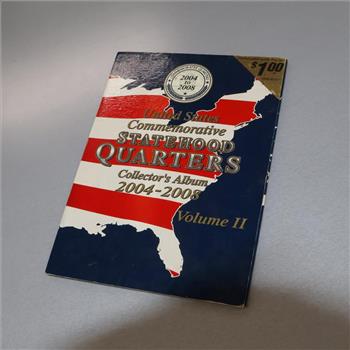 2004
TO
2008
$1.00
United States
Commemorative
STATEHOOD
QUARTERS
Collector's Album
2004-2008
Volume II